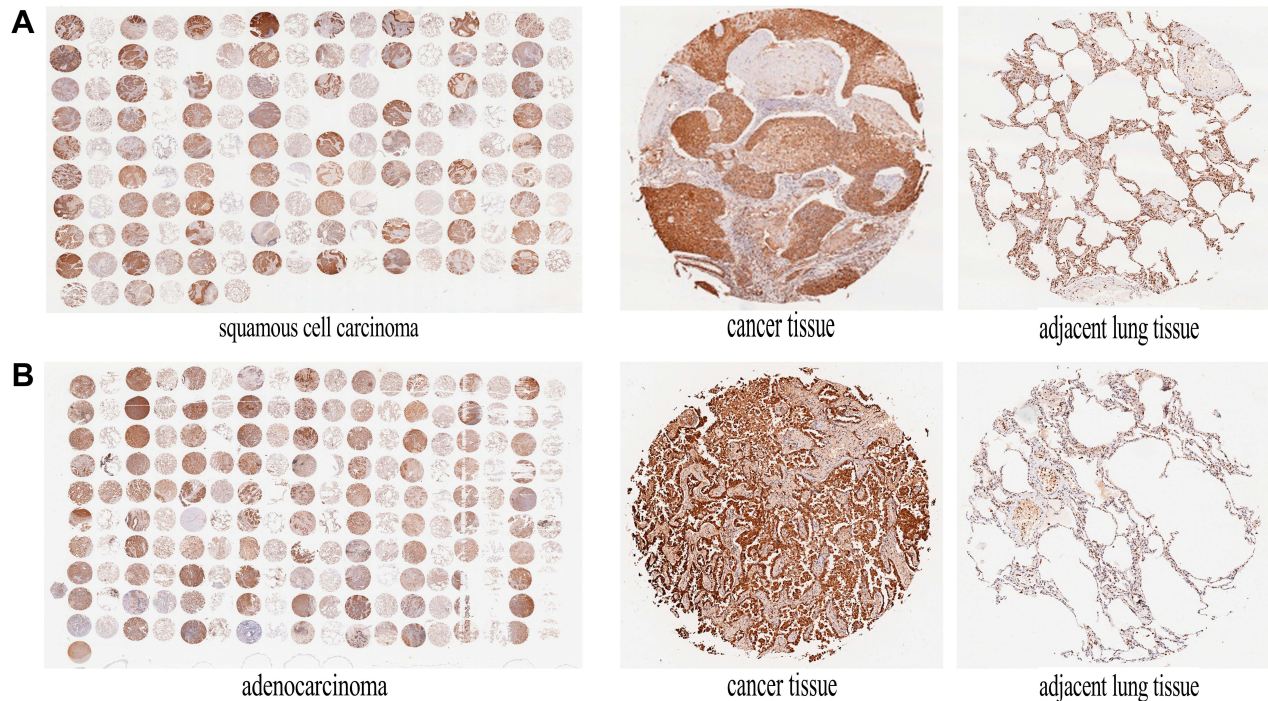 A
squamous cell carcinoma
cancer tissue
adjacent lung tissue
B
adenocarcinoma
cancer tissue
adjacent lung tissue